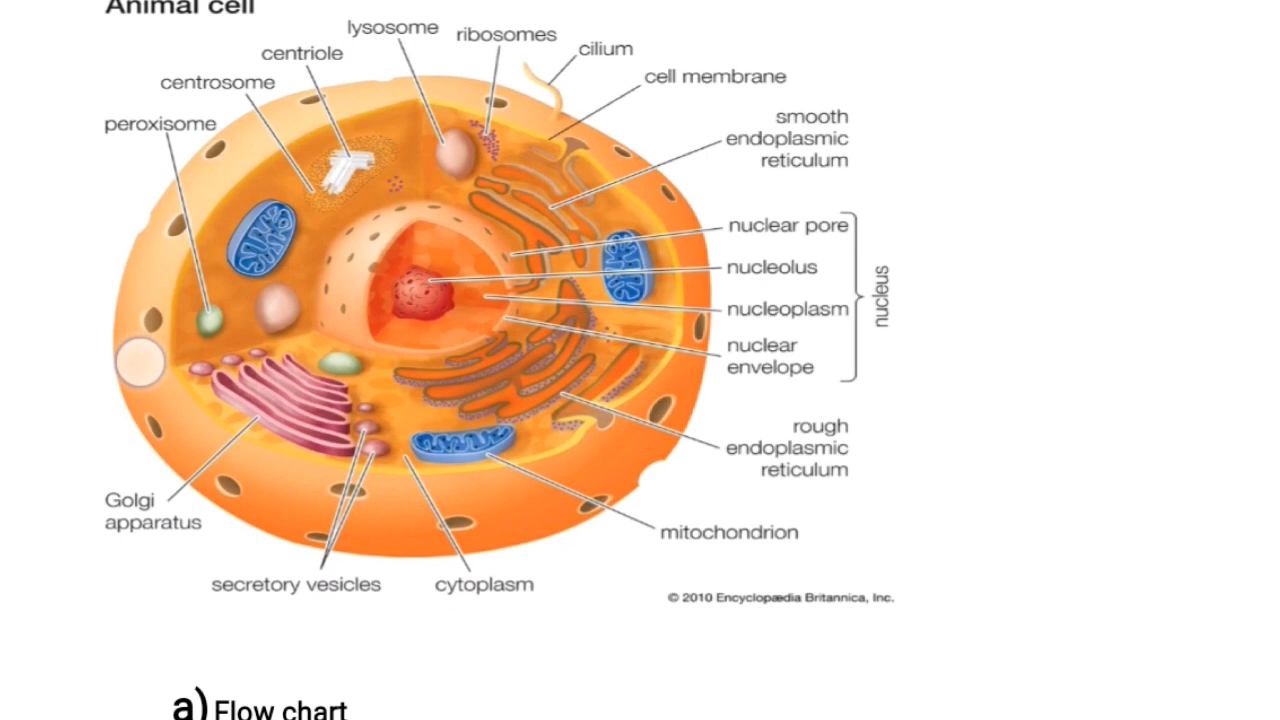 Animal cell
lysosome
ribosomes
cilium
centriole
cell membrane
centrosome
smooth
endoplasmic
reticulum
peroxisome
nuclear pore
nucleolus
nucleoplasm
nuclear
envelope
nucleus
rough
endoplasmic
reticulum
Golgi
apparatus
mitochondrion
secretory vesicles
cytoplasm
© 2010 Encyclopædia Britannica, Inc.
a) Flow chart